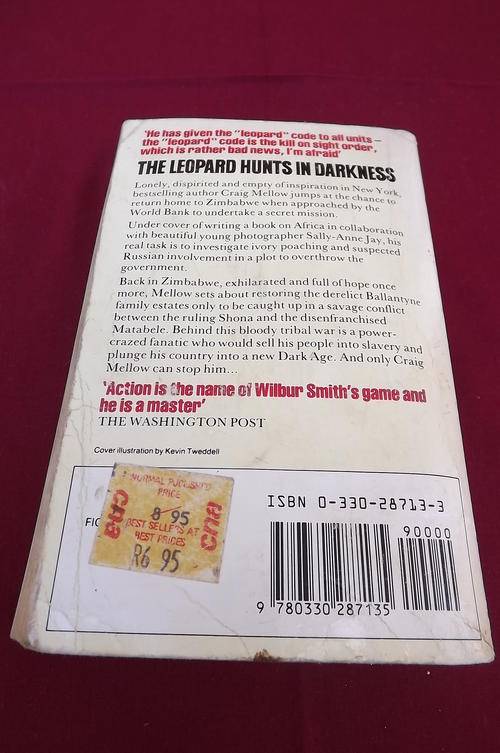 'He has given the "leopard" code to all units –
the "leopard" code is the kill on sight order,
which is rather bad news, I'm afraid'
THE LEOPARD HUNTS IN DARKNESS
Lonely, dispirited and empty of inspiration in New York,
bestselling author Craig Mellow jumps at the chance to
return home to Zimbabwe when approached by the
World Bank to undertake a secret mission.
Under cover of writing a book on Africa in collaboration
with beautiful young photographer Sally-Anne Jay, his
real task is to investigate ivory poaching and suspected
Russian involvement in a plot to overthrow the
government.
Back in Zimbabwe, exhilarated and full of hope once
more, Mellow sets about restoring the derelict Ballantyne
family estates only to be caught up in a savage conflict
between the ruling Shona and the disenfranchised
Matabele. Behind this bloody tribal war is a power-
crazed fanatic who would sell his people into slavery and
plunge his country into a new Dark Age. And only Craig
Mellow can stop him...
'Action is the name of Wilbur Smith's game and
he is a master'
THE WASHINGTON POST
Cover illustration by Kevin Tweddell
FIC
NORMAL PUBLISHED
PRICE
8 95
BEST SELLERS AT
BEST PRICES
R6 95
cna
cna
ISBN 0-330-28713-3
90000
9 780330 287135